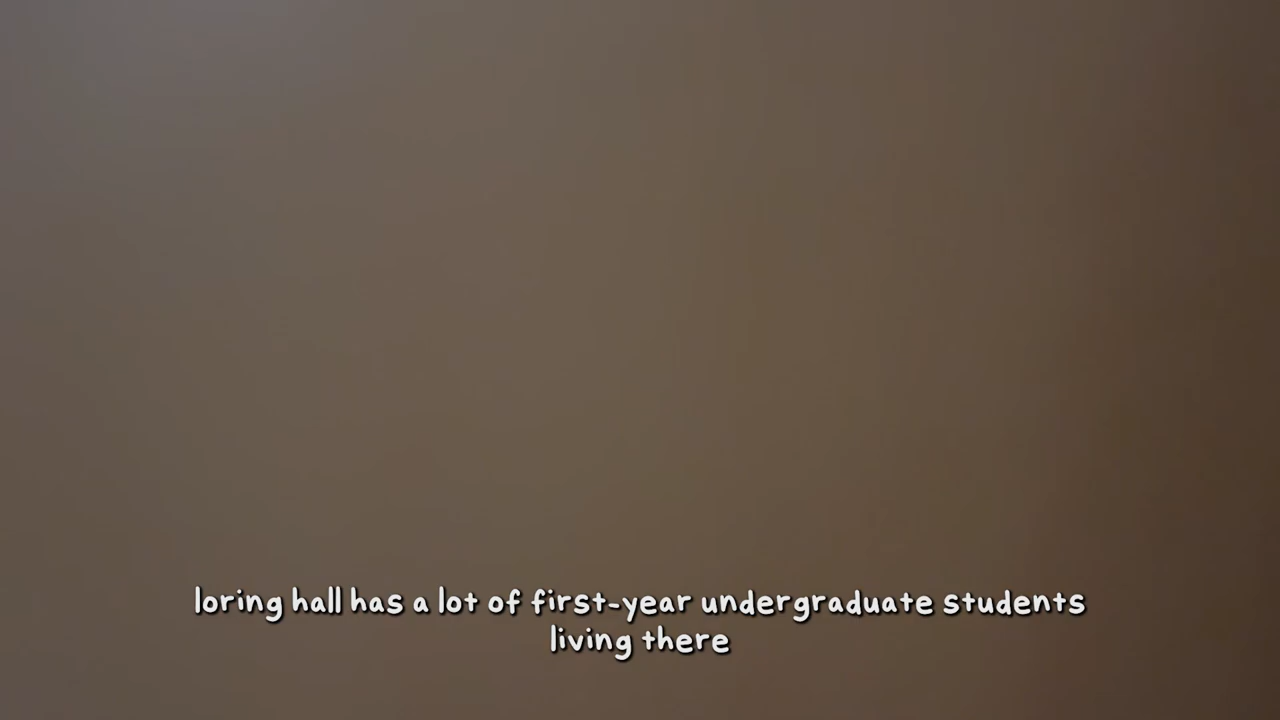 loring hall has a lot of first-year undergraduate students
living there